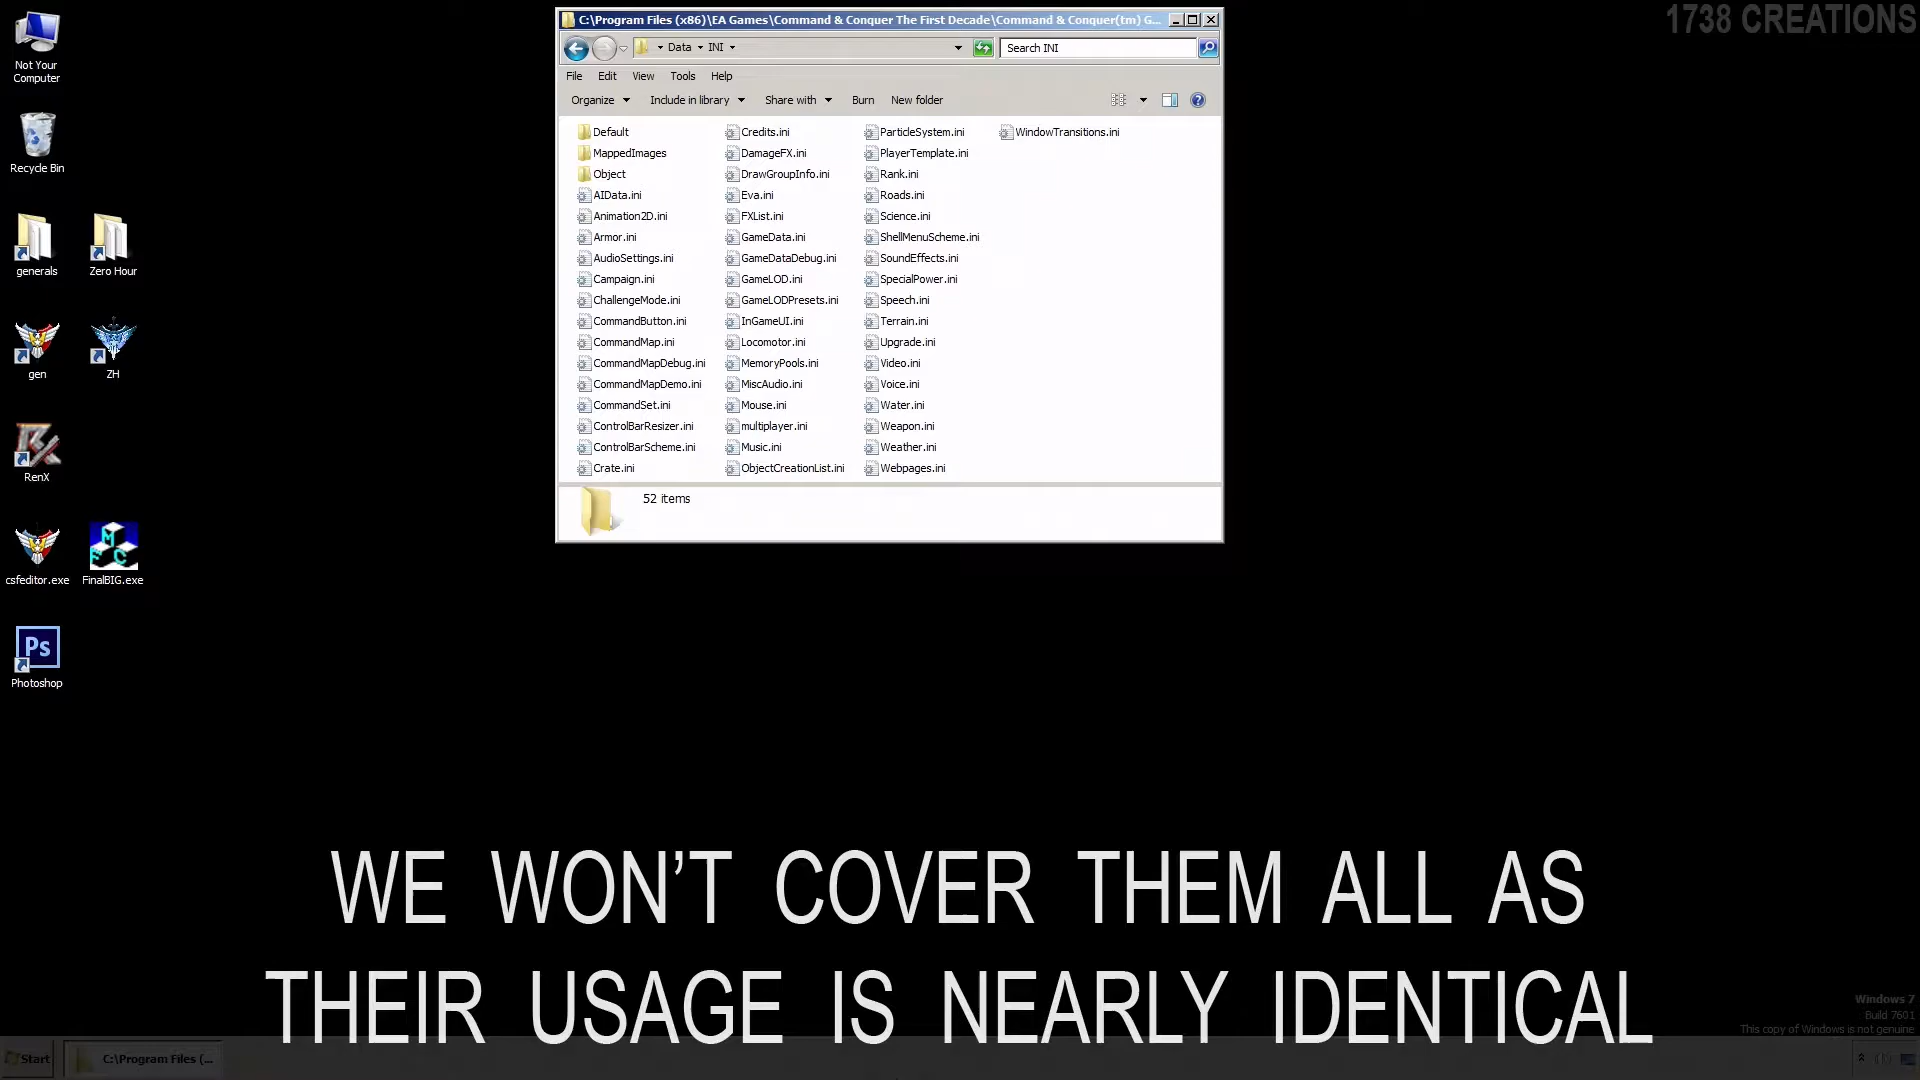 1738 CREATIONS
Not Your
Computer
Recycle Bin
generals
Zero Hour
gen
ZH
RenX
csfeditor.exe
FinalBIG.exe
Ps
Photoshop
C:\Program Files (x86)\EA Games\Command & Conquer The First Decade\Command & Conquer(tm) G...
Data INI
Search INI
File Edit View Tools Help
Organize Include in library Share with Burn New folder
Default
MappedImages
Object
AIData.ini
Animation2D.ini
Armor.ini
AudioSettings.ini
Campaign.ini
ChallengeMode.ini
CommandButton.ini
CommandMap.ini
CommandMapDebug.ini
CommandMapDemo.ini
CommandSet.ini
ControlBarResizer.ini
ControlBarScheme.ini
Crate.ini
Credits.ini
DamageFX.ini
DrawGroupInfo.ini
Eva.ini
FXList.ini
GameData.ini
GameDataDebug.ini
GameLOD.ini
GameLODPresets.ini
InGameUI.ini
Locomotor.ini
MemoryPools.ini
MiscAudio.ini
Mouse.ini
multiplayer.ini
Music.ini
ObjectCreationList.ini
ParticleSystem.ini
PlayerTemplate.ini
Rank.ini
Roads.ini
Science.ini
ShellMenuScheme.ini
SoundEffects.ini
SpecialPower.ini
Speech.ini
Terrain.ini
Upgrade.ini
Video.ini
Voice.ini
Water.ini
Weapon.ini
Weather.ini
Webpages.ini
WindowTransitions.ini
52 items
WE WON'T COVER THEM ALL AS
THEIR USAGE IS NEARLY IDENTICAL
Windows 7
Build 7601
This copy of Windows is not genuine
Start
C:\Program Files (...